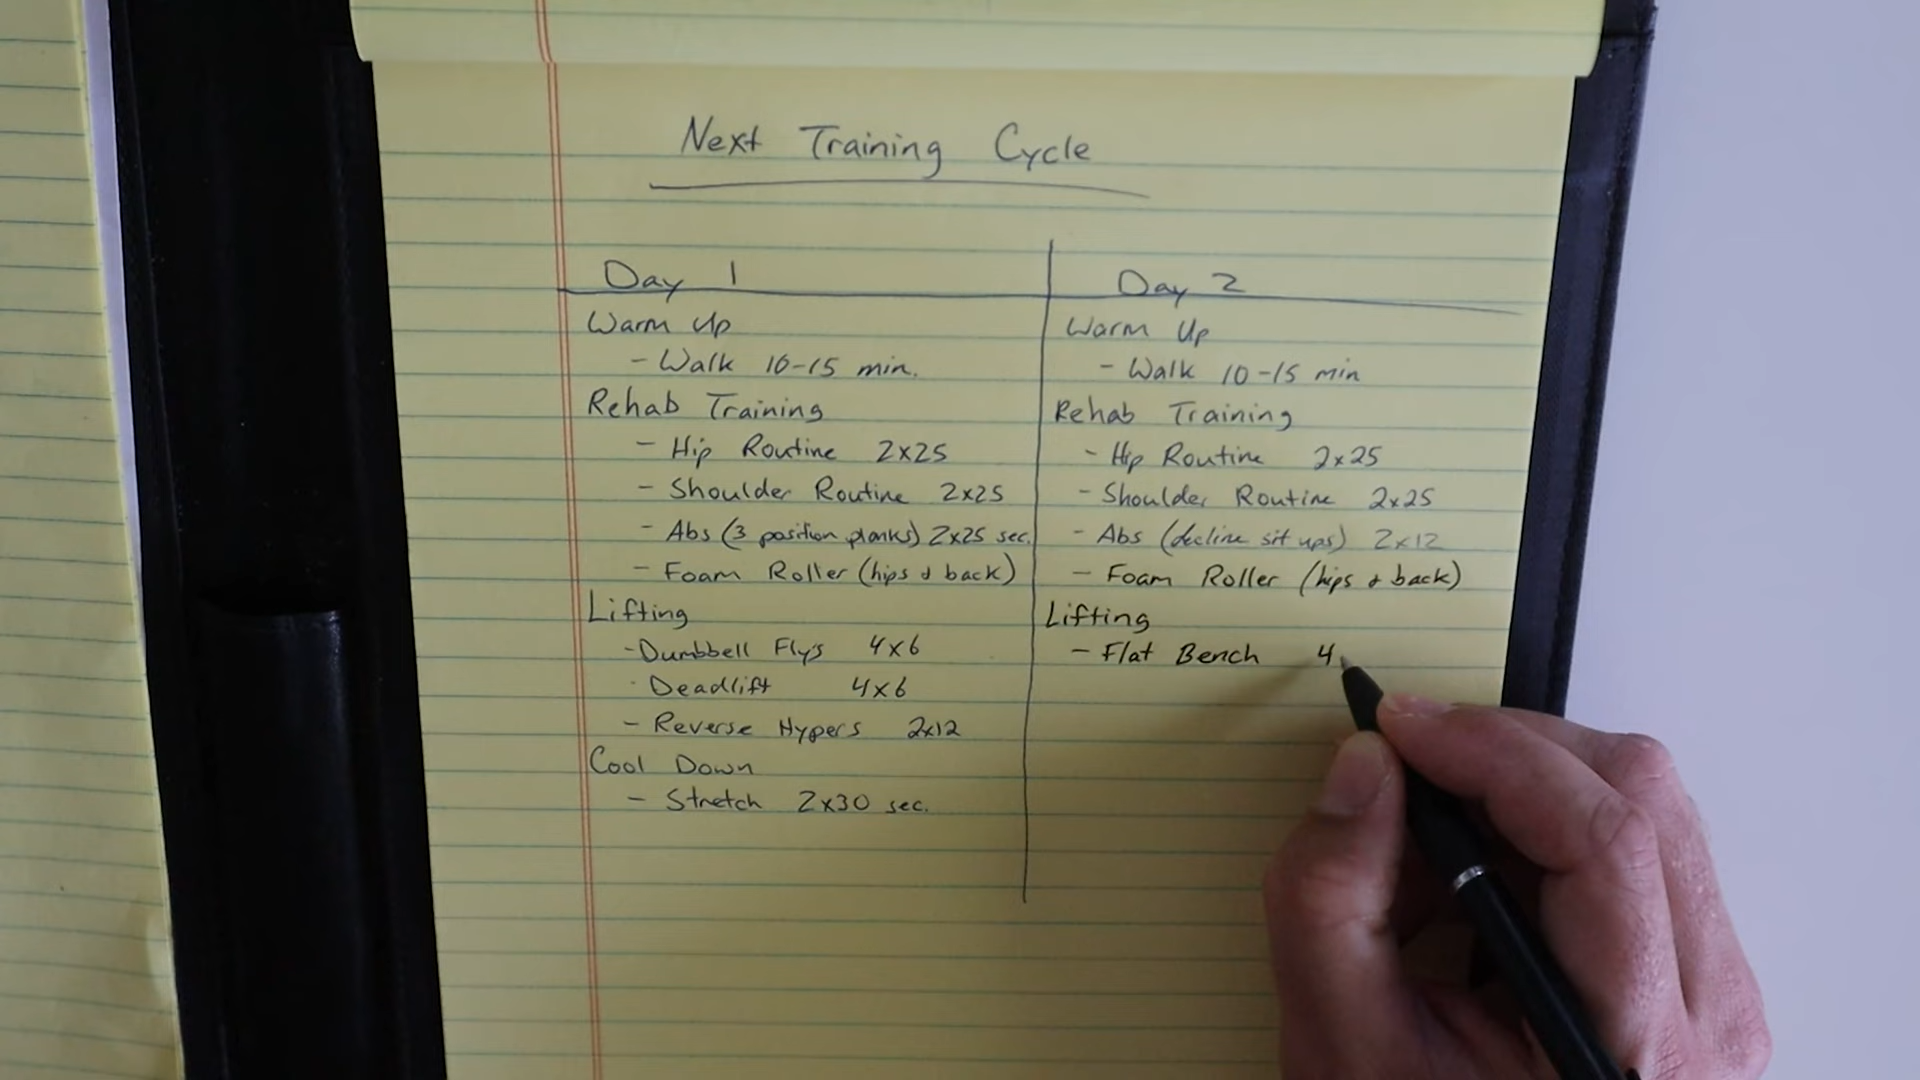 Next Training Cycle
Day 1
Warm Up
- Walk 10-15 min.
Rehab Training
- Hip Routine 2x25
- Shoulder Routine 2x25
- Abs (3 position planks) 2x25 sec.
- Foam Roller (hips & back)
Lifting
- Dumbbell Flys 4x6
- Deadlift 4x6
- Reverse Hypers 2x12
Cool Down
- Stretch 2x30 sec.
Day 2
Warm Up
- Walk 10-15 min
Rehab Training
- Hip Routine 2x25
- Shoulder Routine 2x25
- Abs (decline sit ups) 2x12
- Foam Roller (hips & back)
Lifting
- Flat Bench 4